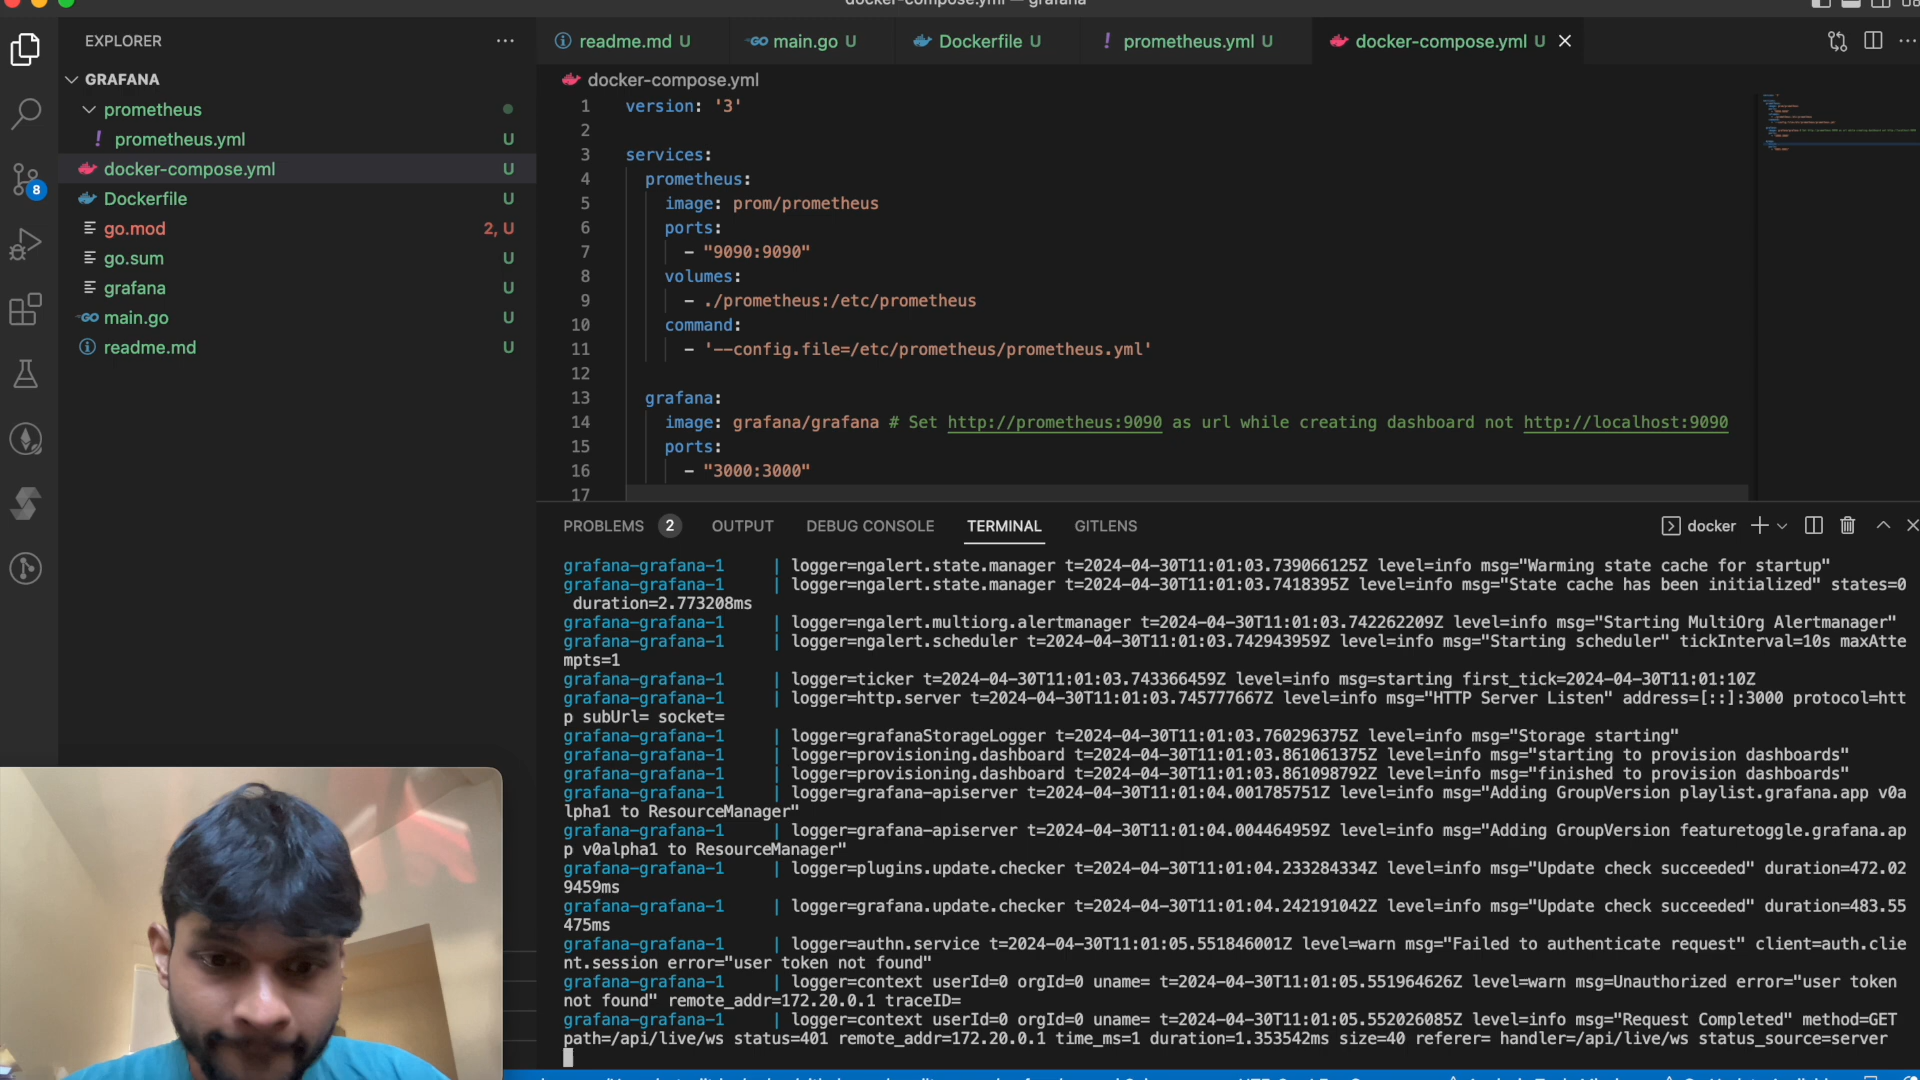 docker-compose.yml — grafana
EXPLORER
GRAFANA
prometheus
prometheus.yml U
docker-compose.yml U
Dockerfile U
go.mod 2, U
go.sum U
grafana U
main.go U
readme.md U
8
readme.md U
main.go U
Dockerfile U
prometheus.yml U
docker-compose.yml U
docker-compose.yml
1 version: '3'
2
3 services:
4 prometheus:
5 image: prom/prometheus
6 ports:
7 - "9090:9090"
8 volumes:
9 - ./prometheus:/etc/prometheus
10 command:
11 - '--config.file=/etc/prometheus/prometheus.yml'
12
13 grafana:
14 image: grafana/grafana # Set http://prometheus:9090 as url while creating dashboard not http://localhost:9090
15 ports:
16 - "3000:3000"
17
PROBLEMS 2 OUTPUT DEBUG CONSOLE TERMINAL GITLENS
docker
grafana-grafana-1 | logger=ngalert.state.manager t=2024-04-30T11:01:03.739066125Z level=info msg="Warming state cache for startup"
grafana-grafana-1 | logger=ngalert.state.manager t=2024-04-30T11:01:03.7418395Z level=info msg="State cache has been initialized" states=0
duration=2.773208ms
grafana-grafana-1 | logger=ngalert.multiorg.alertmanager t=2024-04-30T11:01:03.742262209Z level=info msg="Starting MultiOrg Alertmanager"
grafana-grafana-1 | logger=ngalert.scheduler t=2024-04-30T11:01:03.742943959Z level=info msg="Starting scheduler" tickInterval=10s maxAtte
mpts=1
grafana-grafana-1 | logger=ticker t=2024-04-30T11:01:03.743366459Z level=info msg=starting first_tick=2024-04-30T11:01:10Z
grafana-grafana-1 | logger=http.server t=2024-04-30T11:01:03.745777667Z level=info msg="HTTP Server Listen" address=[::]:3000 protocol=htt
p subUrl= socket=
grafana-grafana-1 | logger=grafanaStorageLogger t=2024-04-30T11:01:03.760296375Z level=info msg="Storage starting"
grafana-grafana-1 | logger=provisioning.dashboard t=2024-04-30T11:01:03.861061375Z level=info msg="starting to provision dashboards"
grafana-grafana-1 | logger=provisioning.dashboard t=2024-04-30T11:01:03.861098792Z level=info msg="finished to provision dashboards"
grafana-grafana-1 | logger=grafana-apiserver t=2024-04-30T11:01:04.001785751Z level=info msg="Adding GroupVersion playlist.grafana.app v0a
lpha1 to ResourceManager"
grafana-grafana-1 | logger=grafana-apiserver t=2024-04-30T11:01:04.004464959Z level=info msg="Adding GroupVersion featuretoggle.grafana.ap
p v0alpha1 to ResourceManager"
grafana-grafana-1 | logger=plugins.update.checker t=2024-04-30T11:01:04.233284334Z level=info msg="Update check succeeded" duration=472.02
9459ms
grafana-grafana-1 | logger=grafana.update.checker t=2024-04-30T11:01:04.242191042Z level=info msg="Update check succeeded" duration=483.55
475ms
grafana-grafana-1 | logger=authn.service t=2024-04-30T11:01:05.551846001Z level=warn msg="Failed to authenticate request" client=auth.clie
nt.session error="user token not found"
grafana-grafana-1 | logger=context userId=0 orgId=0 uname= t=2024-04-30T11:01:05.551964626Z level=warn msg=Unauthorized error="user token
not found" remote_addr=172.20.0.1 traceID=
grafana-grafana-1 | logger=context userId=0 orgId=0 uname= t=2024-04-30T11:01:05.552026085Z level=info msg="Request Completed" method=GET
path=/api/live/ws status=401 remote_addr=172.20.0.1 time_ms=1 duration=1.353542ms size=40 referer= handler=/api/live/ws status_source=server